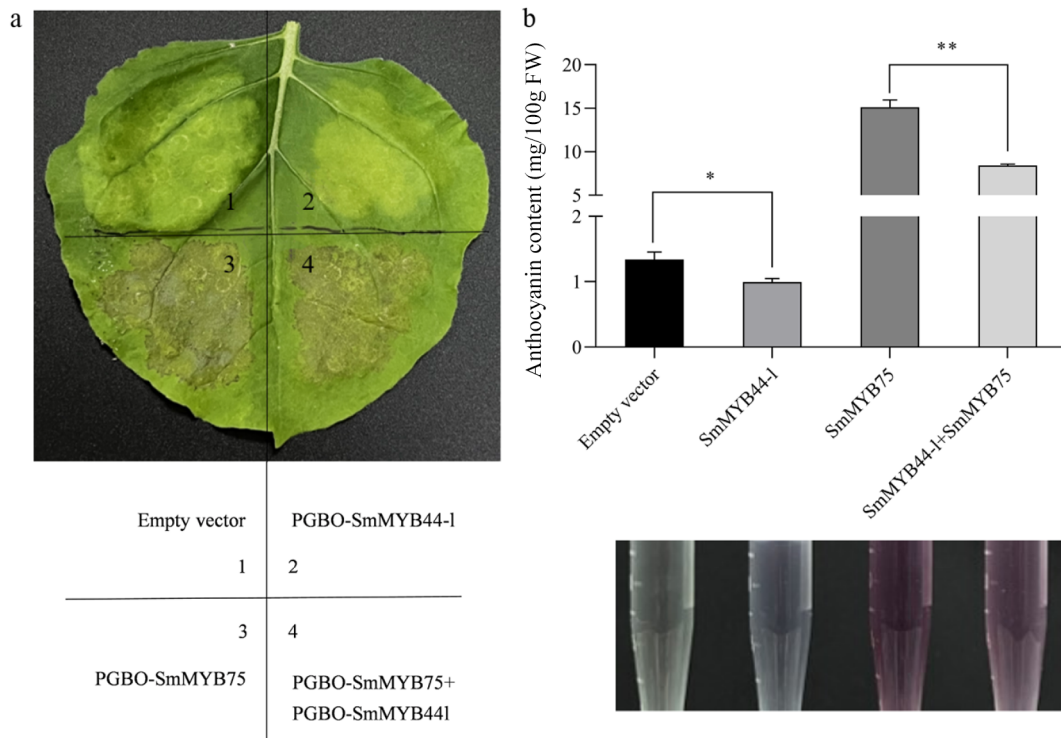 a
1
2
3
4
Empty vector
PGBO-SmMYB44-l
1
2
3
4
PGBO-SmMYB75
PGBO-SmMYB75+
PGBO-SmMYB44l
b
Anthocyanin content (mg/100g FW)
20
15
10
5
2
1
0
*
**
Empty vector
SmMYB44-l
SmMYB75
SmMYB44-l+SmMYB75